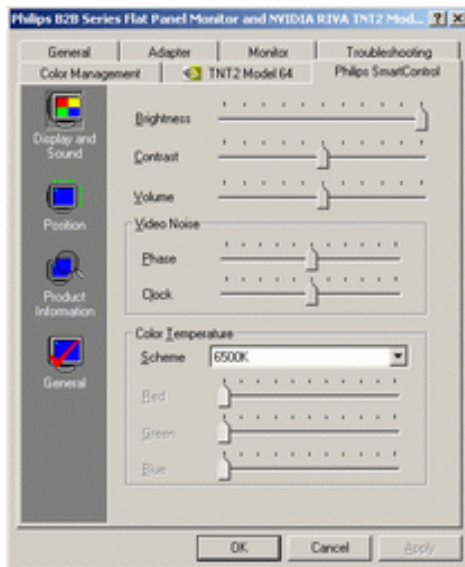 Philips B2B Series Flat Panel Monitor and NVIDIA RIVA TNT2 Mod...
General Adapter Monitor Troubleshooting
Color Management TNT2 Model 64 Philips SmartControl
Display and Sound
Position
Product Information
General
Brightness
Contrast
Volume
Video Noise
Phase
Clock
Color Temperature
Scheme 6500K
Red
Green
Blue
OK Cancel Apply